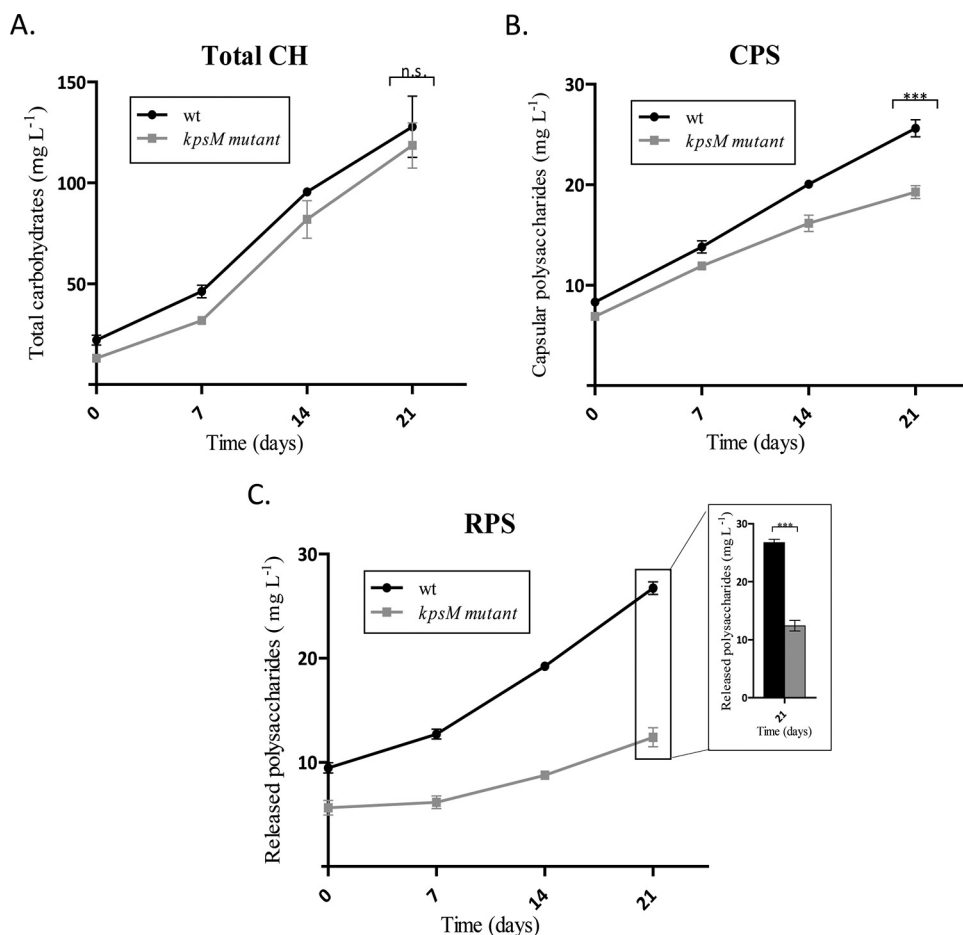 A.
Total CH
Total carbohydrates (mg L-1)
150
100
50
wt
kpsM mutant
n.s.
0
7
14
21
Time (days)
B.
CPS
Capsular polysaccharides (mg L-1)
30
20
10
0
wt
kpsM mutant
***
0
7
14
21
Time (days)
C.
RPS
Released polysaccharides ( mg L-1)
30
20
10
wt
kpsM mutant
0
7
14
21
Time (days)
Released polysaccharides (mg L-1)
30
20
10
0
***
21
Time (days)